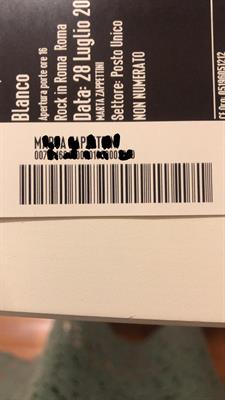 Blanco
Apertura porte ore 16
Rock in Roma Roma
Data: 28 Luglio 20
MARTA ZAPPETTINI
Settore: Posto Unico
NON NUMERATO